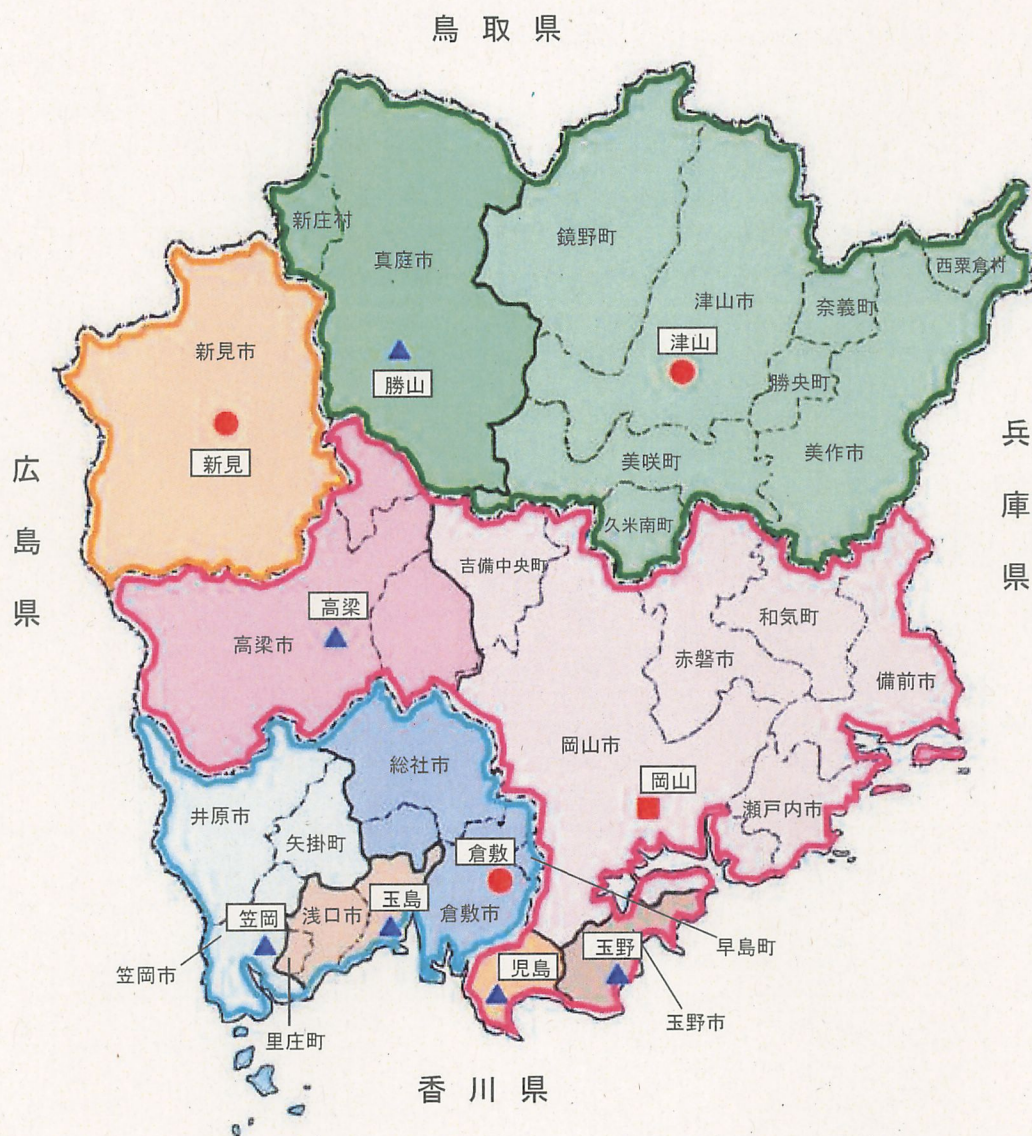 鳥取県
新庄村
真庭市
鏡野町
西粟倉村
津山市
奈義町
新見市
津山
勝山
勝央町
兵庫県
広島県
新見
美咲町
美作市
久米南町
吉備中央町
高梁
和気町
高梁市
赤磐市
備前市
岡山市
総社市
岡山
瀬戸内市
井原市
矢掛町
倉敷
玉島
笠岡
浅口市
倉敷市
玉野
早島町
児島
笠岡市
玉野市
里庄町
香川県